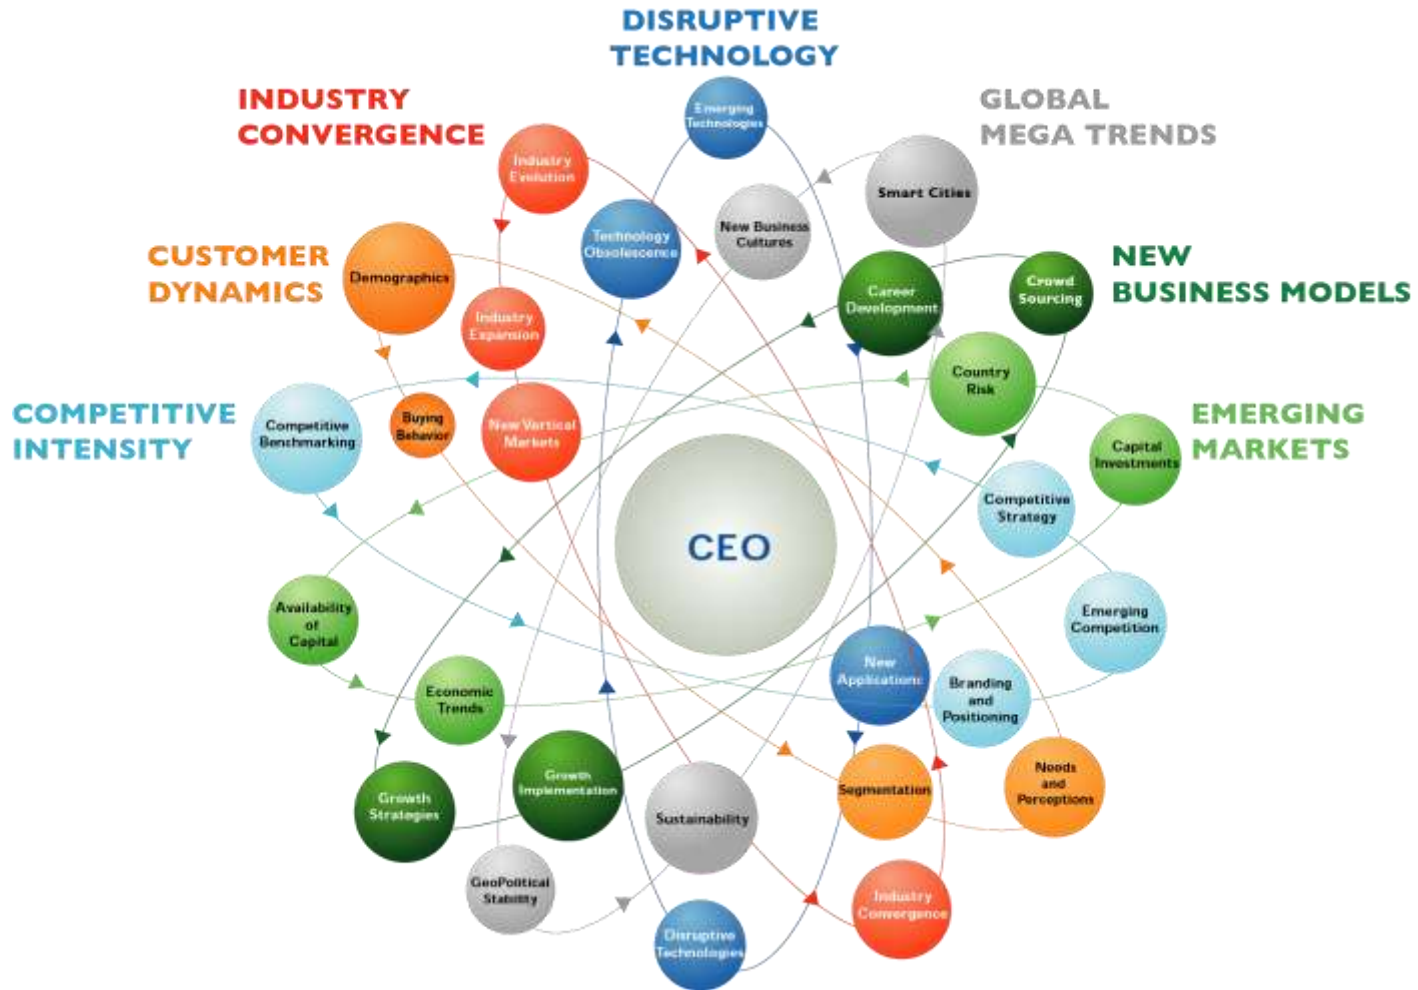 DISRUPTIVE
TECHNOLOGY
INDUSTRY
CONVERGENCE
GLOBAL
MEGA TRENDS
CUSTOMER
DYNAMICS
NEW
BUSINESS MODELS
COMPETITIVE
INTENSITY
EMERGING
MARKETS
Emerging
Technologies
Industry
Evolution
Smart Cities
New Business
Cultures
Technology
Obsolescence
Demographics
Career
Development
Crowd
Sourcing
Industry
Expansion
Country
Risk
Competitive
Benchmarking
Buying
Behavior
New Vertical
Markets
Capital
Investments
Competitive
Strategy
CEO
Availability
of
Capital
Emerging
Competition
Economic
Trends
New
Applications
Branding
and
Positioning
Growth
Strategies
Growth
Implementation
Sustainability
Segmentation
Needs
and
Perceptions
GeoPolitical
Stability
Industry
Convergence
Disruptive
Technologies